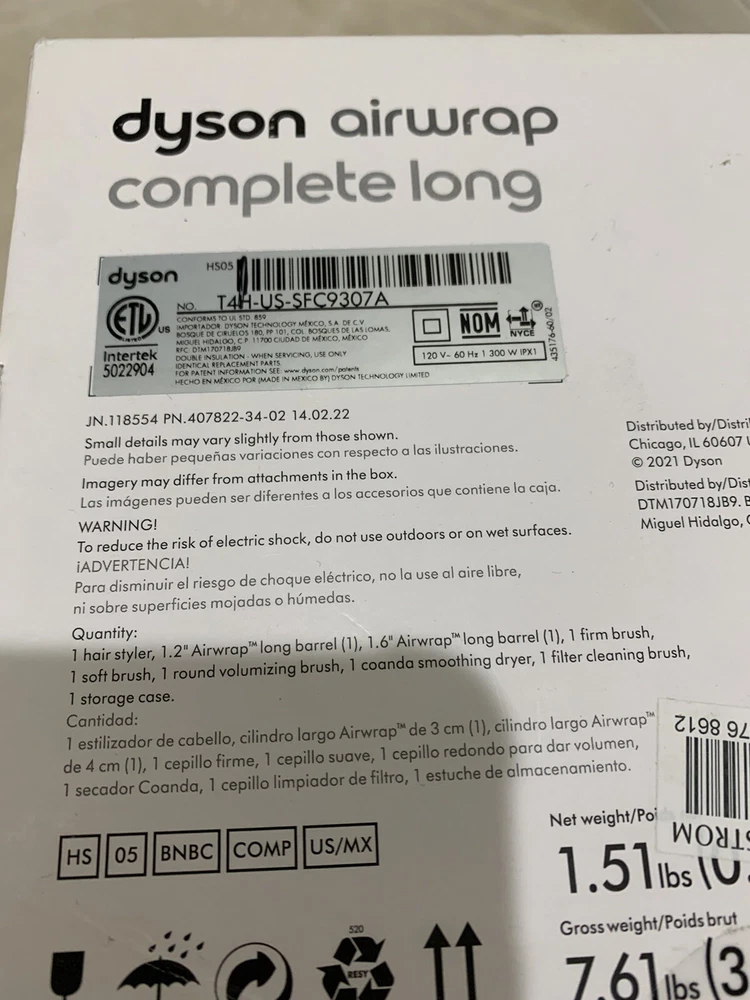 dyson airwrap
complete long
dyson
HS05
NO. T4H-US-SFC9307A
ETL US
Intertek
5022904
CONFORMS TO UL STD. 859
IMPORTADOR: DYSON TECHNOLOGY MÉXICO, S.A. DE C.V.
BOSQUE DE CIRUELOS 180, PP 101, COL. BOSQUES DE LAS LOMAS,
MIGUEL HIDALGO, C.P. 11700 CIUDAD DE MÉXICO, MÉXICO
RFC: DTM170718JB9
DOUBLE INSULATION - WHEN SERVICING, USE ONLY
IDENTICAL REPLACEMENT PARTS.
FOR PATENT INFORMATION SEE: www.dyson.com/patents
HECHO EN MÉXICO POR (MADE IN MEXICO BY) DYSON TECHNOLOGY LIMITED
NOM
NYCE
120 V~ 60 Hz 1 300 W IPX1
435176-60/02
JN.118554 PN.407822-34-02 14.02.22
Small details may vary slightly from those shown.
Puede haber pequeñas variaciones con respecto a las ilustraciones.
Imagery may differ from attachments in the box.
Las imágenes pueden ser diferentes a los accesorios que contiene la caja.
WARNING!
To reduce the risk of electric shock, do not use outdoors or on wet surfaces.
¡ADVERTENCIA!
Para disminuir el riesgo de choque eléctrico, no la use al aire libre,
ni sobre superficies mojadas o húmedas.
Quantity:
1 hair styler, 1.2" Airwrap™ long barrel (1), 1.6" Airwrap™ long barrel (1), 1 firm brush,
1 soft brush, 1 round volumizing brush, 1 coanda smoothing dryer, 1 filter cleaning brush,
1 storage case.
Cantidad:
1 estilizador de cabello, cilindro largo Airwrap™ de 3 cm (1), cilindro largo Airwrap™
de 4 cm (1), 1 cepillo firme, 1 cepillo suave, 1 cepillo redondo para dar volumen,
1 secador Coanda, 1 cepillo limpiador de filtro, 1 estuche de almacenamiento.
HS 05 BNBC COMP US/MX
Distributed by/Distri
Chicago, IL 60607
© 2021 Dyson
Distributed by/Dist
DTM170718JB9. B
Miguel Hidalgo,
76 8612
STROM
Net weight/Poi
1.51lbs (0.
Gross weight/Poids brut
7.61lbs (3
520
RESY